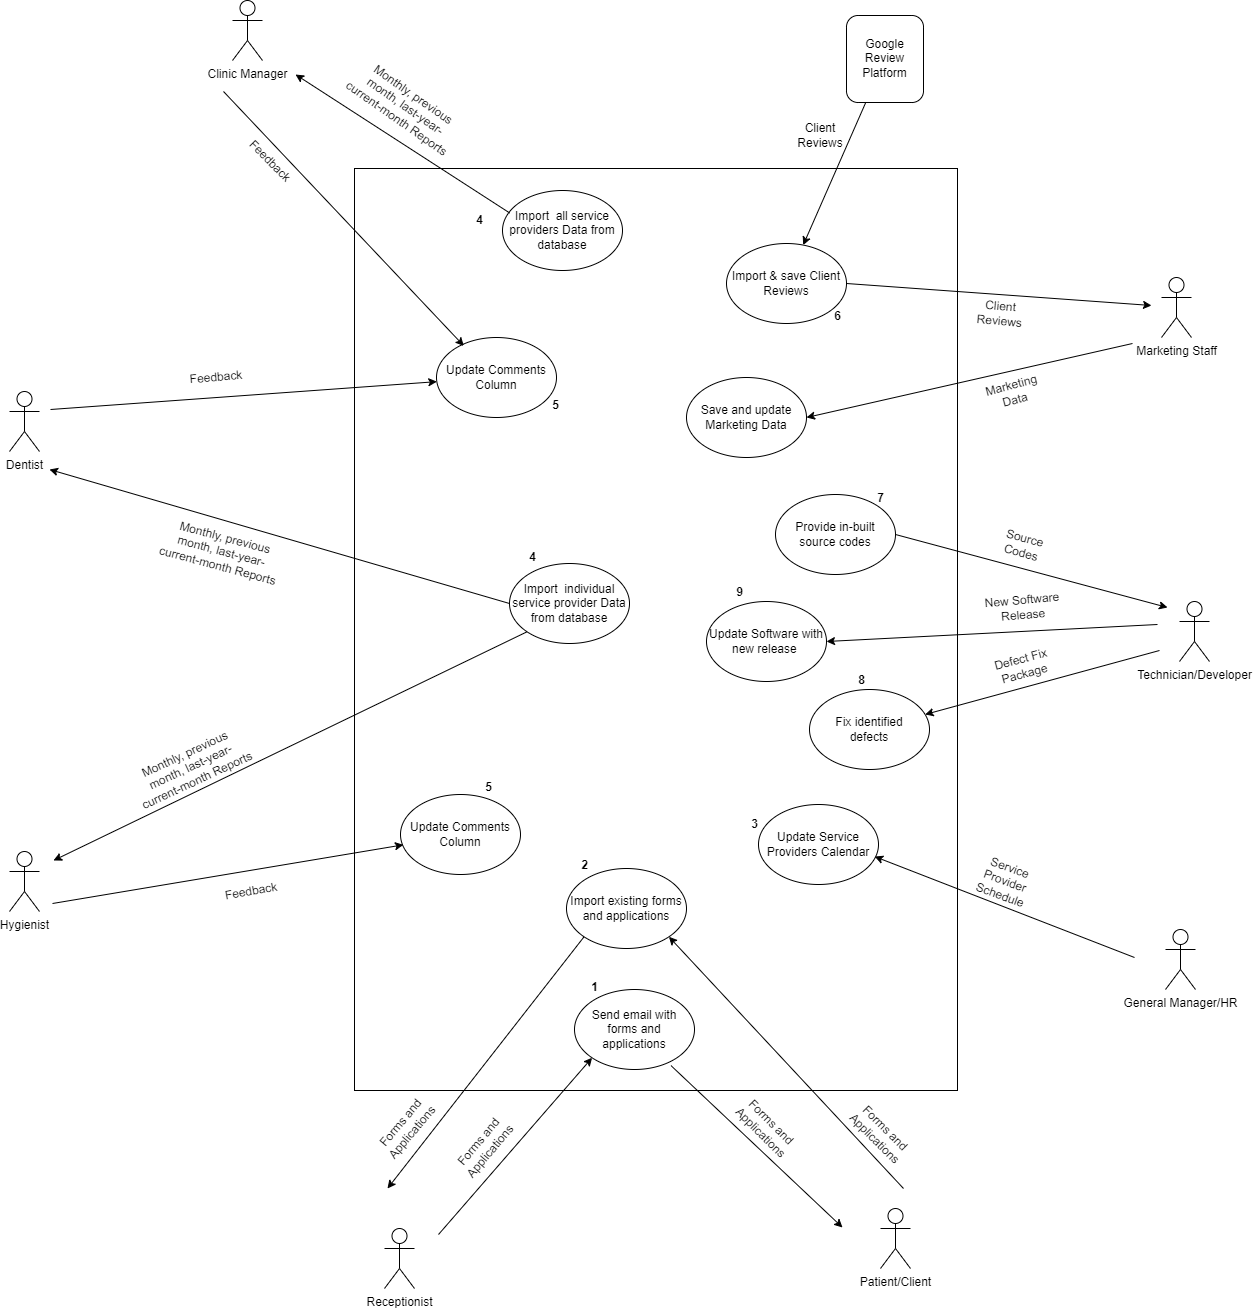 Clinic Manager
Google
Review
Platform
Monthly, previous
month, last-year-
current-month Reports
Client
Reviews
Feedback
4
Import  all service
providers Data from
database
Import & save Client
Reviews
6
Client
Reviews
Marketing Staff
Update Comments
Column
5
Feedback
Dentist
Save and update
Marketing Data
Marketing
Data
Monthly, previous
month, last-year-
current-month Reports
7
Provide in-built
source codes
Source
Codes
4
Import  individual
service provider Data
from database
9
Update Software with
new release
New Software
Release
Technician/Developer
Defect Fix
Package
8
Fix identified
defects
Monthly, previous
month, last-year-
current-month Reports
5
Update Comments
Column
3
Update Service
Providers Calendar
Service
Provider
Schedule
Feedback
Hygienist
2
Import existing forms
and applications
General Manager/HR
1
Send email with
forms and
applications
Forms and
Applications
Forms and
Applications
Forms and
Applications
Forms and
Applications
Receptionist
Patient/Client